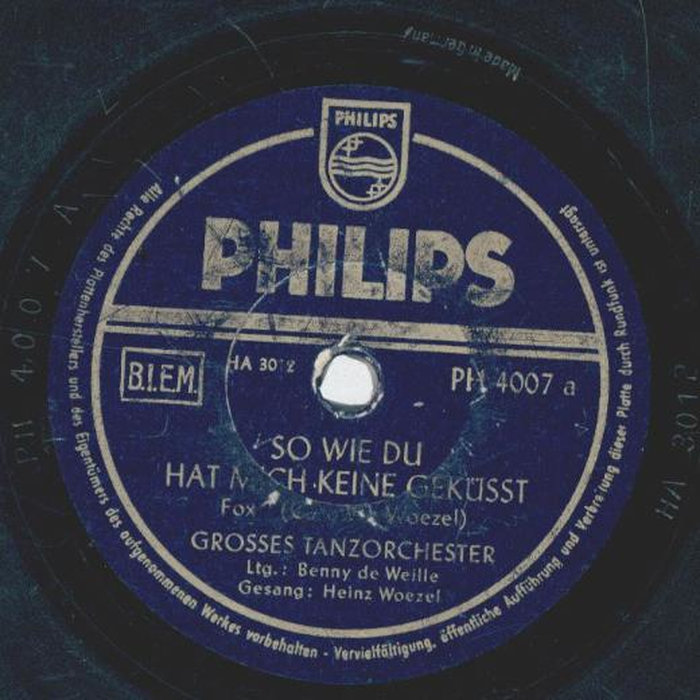 Made in Germany
PHILIPS
PHILIPS
B.I.E.M.
HA 3012
PH 4007 a
SO WIE DU
HAT MICH KEINE GEKÜSST
Fox Woezel)
GROSSES TANZORCHESTER
Ltg.: Benny de Weille
Gesang: Heinz Woezel
Alle Rechte des Plattenherstellers und des Eigentümers des aufgenommenen Werkes vorbehalten - Vervielfältigung, öffentliche Aufführung und Verbreitung dieser Platte durch Rundfunk ist untersagt
PH 4007 A
HA 3012